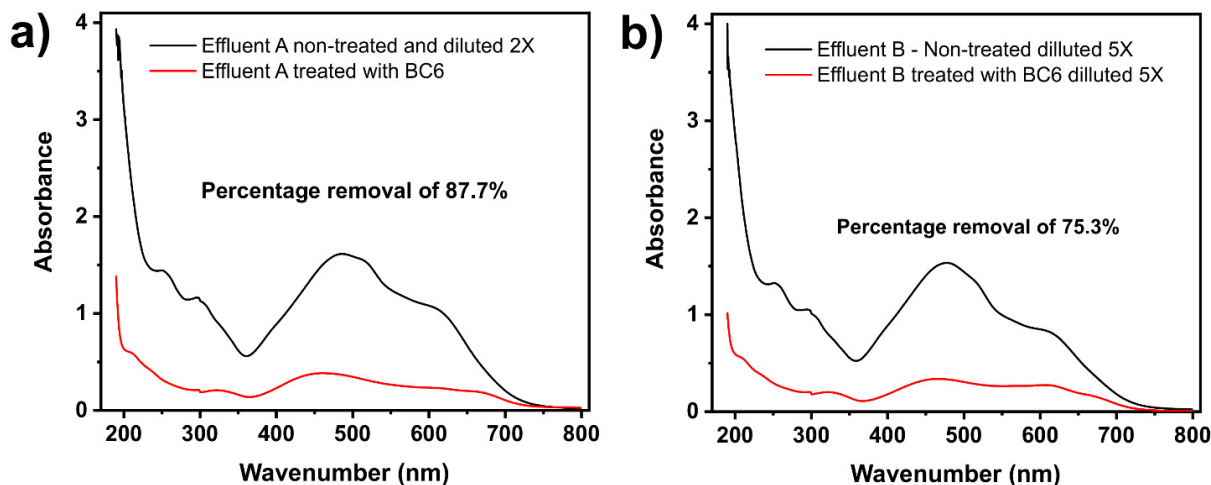 a)
Effluent A non-treated and diluted 2X
Effluent A treated with BC6
Percentage removal of 87.7%
Absorbance
4
3
2
1
0
200 300 400 500 600 700 800
Wavenumber (nm)
b)
Effluent B - Non-treated dilluted 5X
Effluent B treated with BC6 dilluted 5X
Percentage removal of 75.3%
Absorbance
4
3
2
1
0
200 300 400 500 600 700 800
Wavenumber (nm)